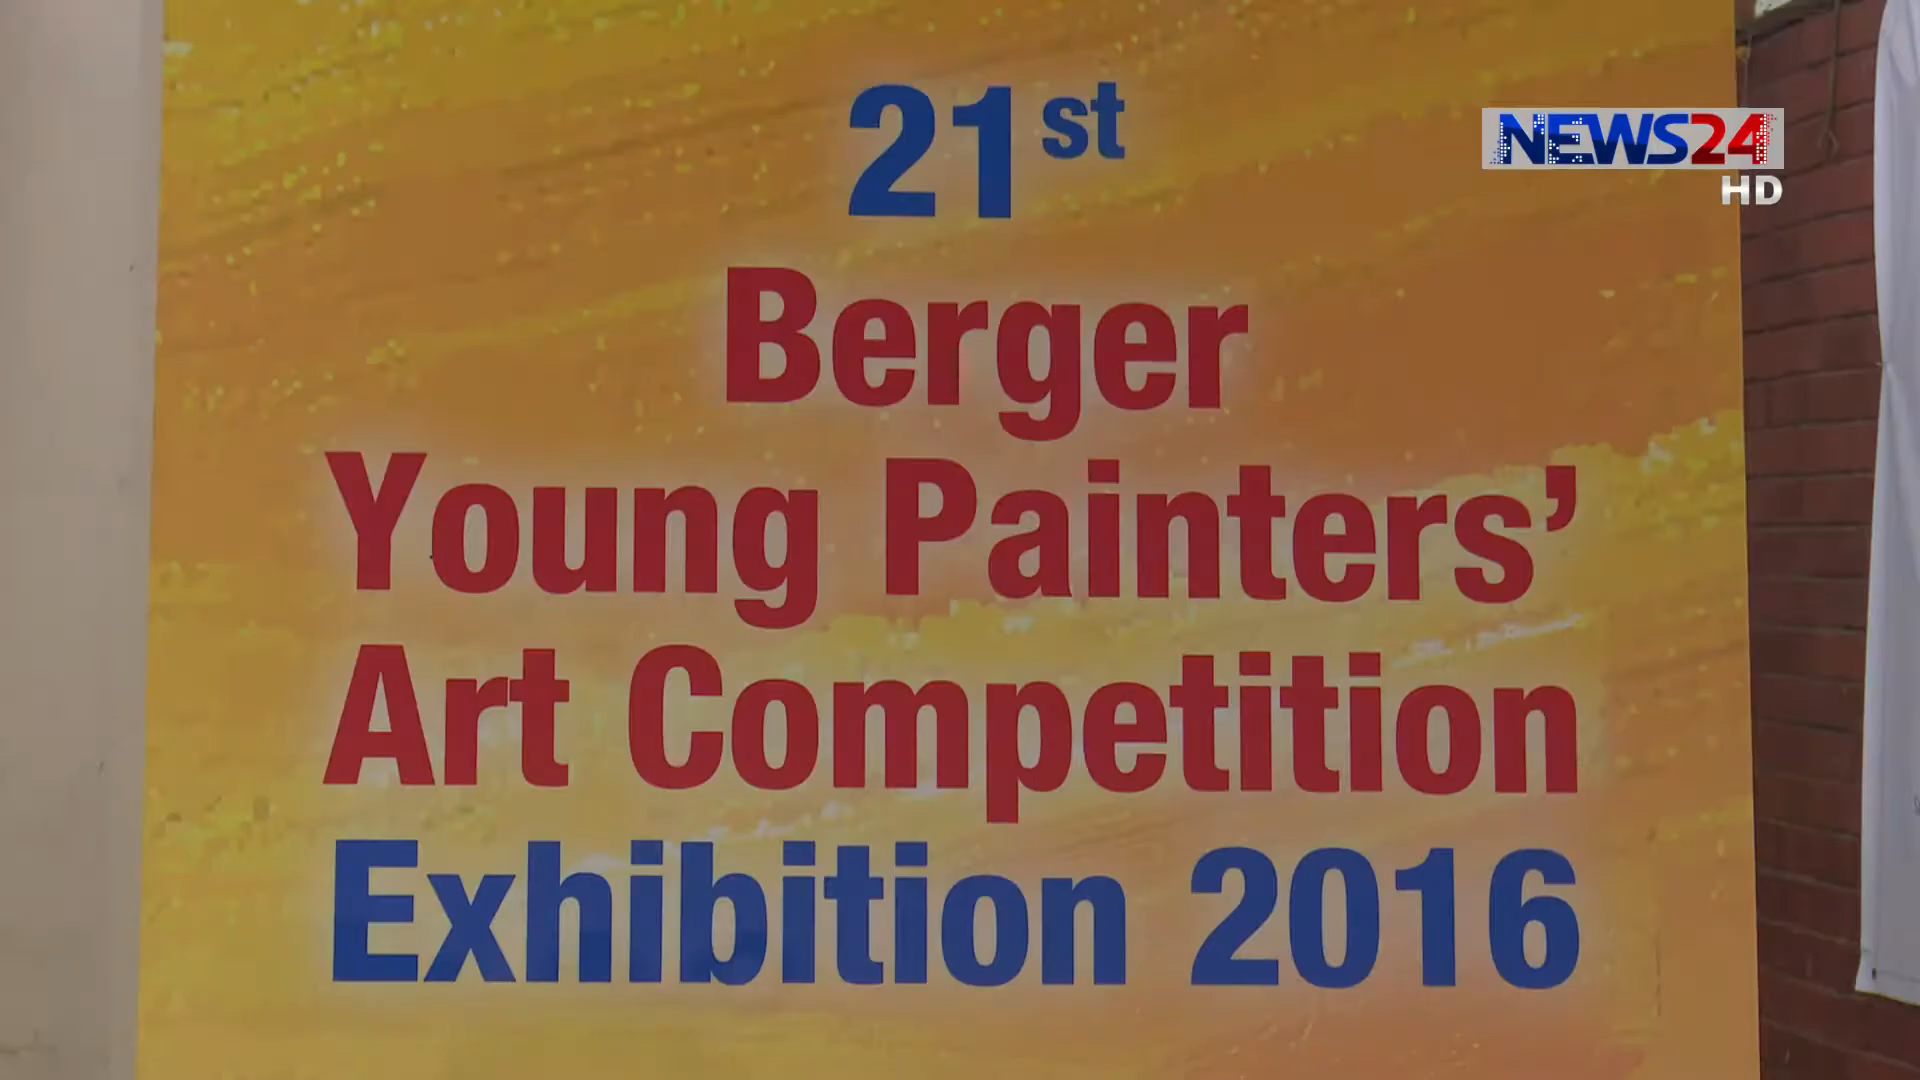 21st
NEWS24
HD
Berger
Young Painters’
Art Competition
Exhibition 2016